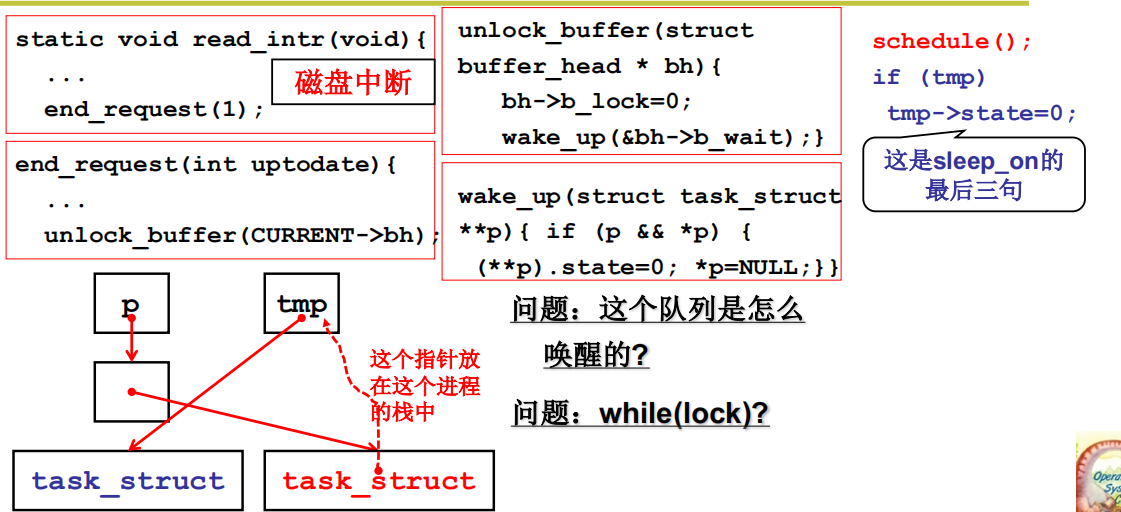 static void read_intr(void){
...
end_request(1);
磁盘中断
end_request(int uptodate){
...
unlock_buffer(CURRENT->bh);
unlock_buffer(struct
buffer_head * bh){
bh->b_lock=0;
wake_up(&bh->b_wait);}
wake_up(struct task_struct
**p){ if (p && *p) {
(**p).state=0; *p=NULL;}}
schedule();
if (tmp)
tmp->state=0;
这是sleep_on的
最后三句
p
tmp
这个指针放
在这个进程
的栈中
task_struct
task_struct
问题：这个队列是怎么
唤醒的?
问题：while(lock)?